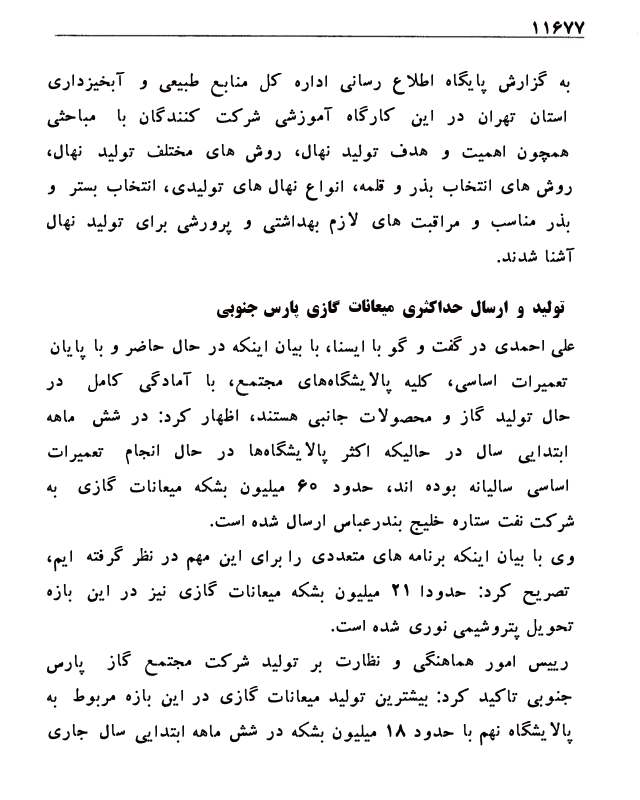 ۱۱۶۷۷
به گزارش پایگاه اطلاع رسانی اداره کل منابع طبیعی و آبخیزداری
استان تهران در این کارگاه آموزشی شرکت کنندگان با مباحثی
همچون اهمیت و هدف تولید نهال، روش های مختلف تولید نهال،
روش های انتخاب بذر و قلمه، انواع نهال های تولیدی، انتخاب بستر و
بذر مناسب و مراقبت های لازم بهداشتی و پرورشی برای تولید نهال
آشنا شدند.
تولید و ارسال حداکثری میعانات گازی پارس جنوبی
علی احمدی در گفت و گو با ایسنا، با بیان اینکه در حال حاضر و با پایان
تعمیرات اساسی، کلیه پالایشگاه‌های مجتمع، با آمادگی کامل در
حال تولید گاز و محصولات جانبی هستند، اظهار کرد: در شش ماهه
ابتدایی سال در حالیکه اکثر پالایشگاه‌ها در حال انجام تعمیرات
اساسی سالیانه بوده اند، حدود ۶۰ میلیون بشکه میعانات گازی به
شرکت نفت ستاره خلیج بندرعباس ارسال شده است.
وی با بیان اینکه برنامه های متعددی را برای این مهم در نظر گرفته ایم،
تصریح کرد: حدودا ۲۱ میلیون بشکه میعانات گازی نیز در این بازه
تحویل پتروشیمی نوری شده است.
رییس امور هماهنگی و نظارت بر تولید شرکت مجتمع گاز پارس
جنوبی تاکید کرد: بیشترین تولید میعانات گازی در این بازه مربوط به
پالایشگاه نهم با حدود ۱۸ میلیون بشکه در شش ماهه ابتدایی سال جاری